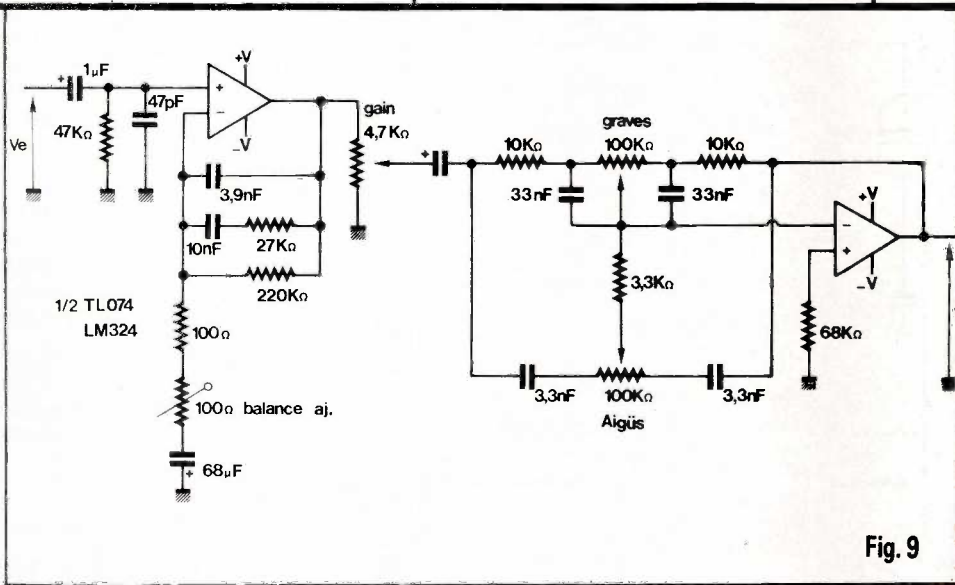 1µF
+
Ve
47KΩ
47pF
+V
+
−
_V
gain
4,7KΩ
3,9nF
10nF
27KΩ
220KΩ
1/2 TL074
LM324
100Ω
100Ω balance aj.
68µF
+
+
graves
10KΩ
100KΩ
10KΩ
33nF
33nF
3,3KΩ
+V
−
+
_V
68KΩ
3,3nF
100KΩ
3,3nF
Aigüs
Fig. 9